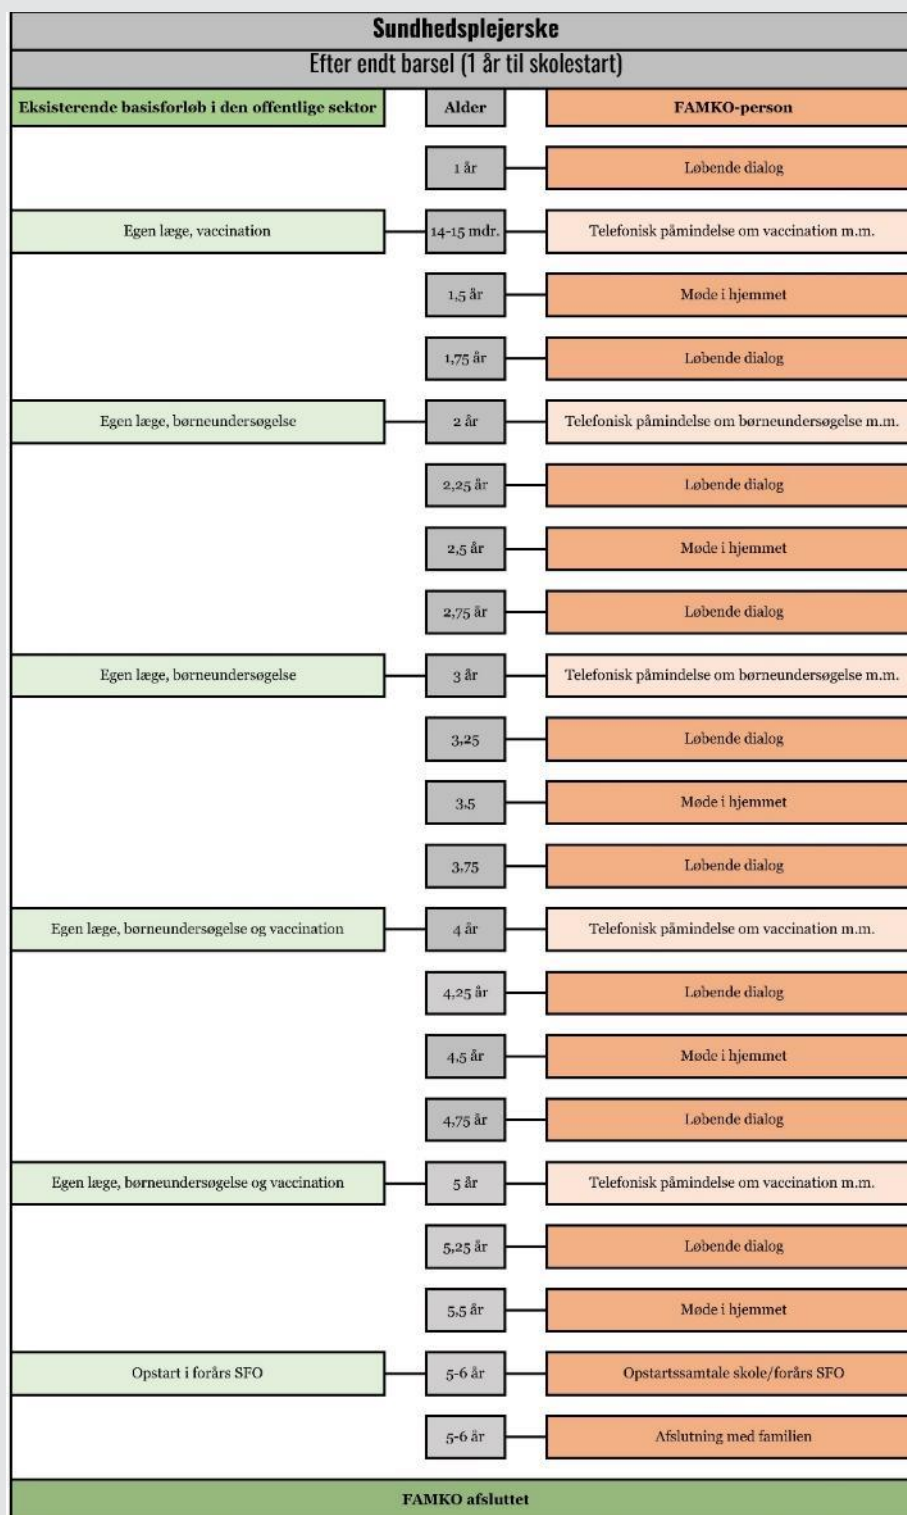 Sundhedsplejerske
Efter endt barsel (1 år til skolestart)
Eksisterende basisforløb i den offentlige sektor Alder FAMKO-person
1 år Løbende dialog
Egen læge, vaccination 14-15 mdr. Telefonisk påmindelse om vaccination m.m.
1,5 år Møde i hjemmet
1,75 år Løbende dialog
Egen læge, børneundersøgelse 2 år Telefonisk påmindelse om børneundersøgelse m.m.
2,25 år Løbende dialog
2,5 år Møde i hjemmet
2,75 år Løbende dialog
Egen læge, børneundersøgelse 3 år Telefonisk påmindelse om børneundersøgelse m.m.
3,25 Løbende dialog
3,5 Møde i hjemmet
3,75 Løbende dialog
Egen læge, børneundersøgelse og vaccination 4 år Telefonisk påmindelse om vaccination m.m.
4,25 år Løbende dialog
4,5 år Møde i hjemmet
4,75 år Løbende dialog
Egen læge, børneundersøgelse og vaccination 5 år Telefonisk påmindelse om vaccination m.m.
5,25 år Løbende dialog
5,5 år Møde i hjemmet
Opstart i forårs SFO 5-6 år Opstartssamtale skole/forårs SFO
5-6 år Afslutning med familien
FAMKO afsluttet